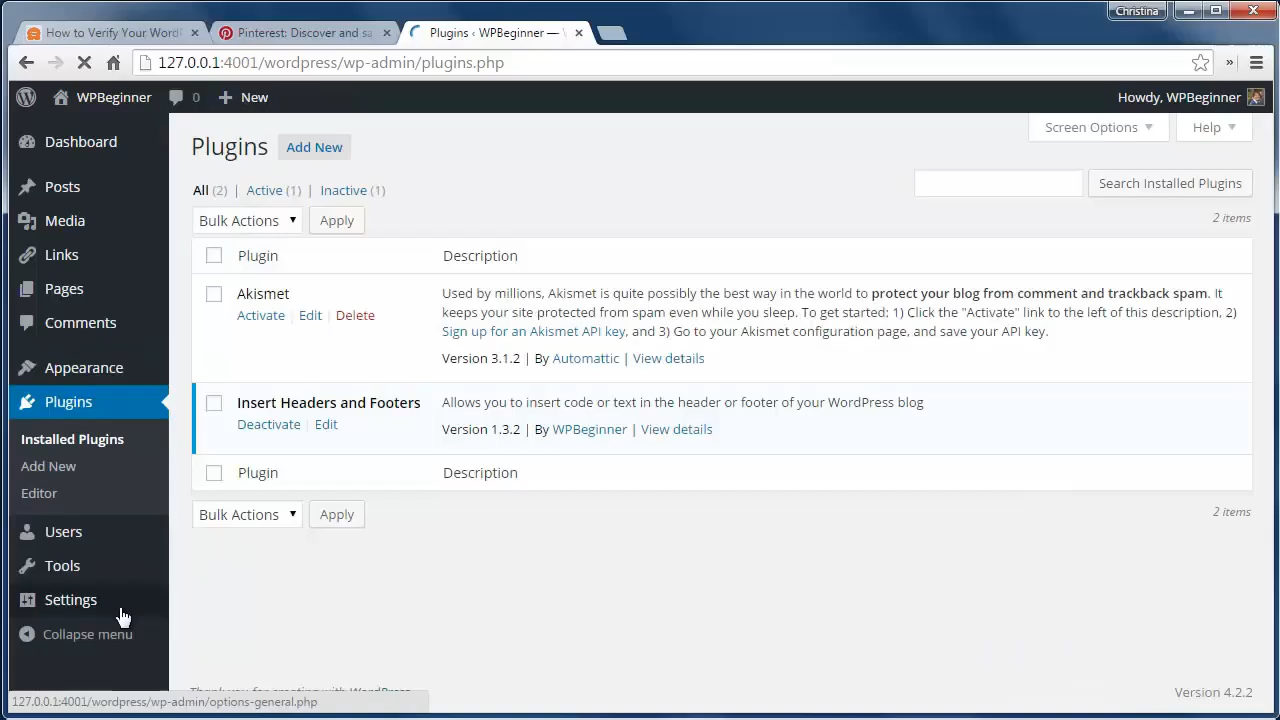 Christina
How to Verify Your Word
Pinterest: Discover and sa
Plugins ‹ WPBeginner —
127.0.0.1:4001/wordpress/wp-admin/plugins.php
WPBeginner
0
New
Howdy, WPBeginner
Dashboard
Posts
Media
Links
Pages
Comments
Appearance
Plugins
Installed Plugins
Add New
Editor
Users
Tools
Settings
Collapse menu
Screen Options
Help
Plugins
Add New
All (2) | Active (1) | Inactive (1)
Search Installed Plugins
Bulk Actions
Apply
2 items
Plugin
Description
Akismet
Activate | Edit | Delete
Used by millions, Akismet is quite possibly the best way in the world to protect your blog from comment and trackback spam. It
keeps your site protected from spam even while you sleep. To get started: 1) Click the "Activate" link to the left of this description, 2)
Sign up for an Akismet API key, and 3) Go to your Akismet configuration page, and save your API key.
Version 3.1.2 | By Automattic | View details
Insert Headers and Footers
Deactivate | Edit
Allows you to insert code or text in the header or footer of your WordPress blog
Version 1.3.2 | By WPBeginner | View details
Plugin
Description
Bulk Actions
Apply
2 items
Thank you for creating with WordPress
Version 4.2.2
127.0.0.1:4001/wordpress/wp-admin/options-general.php